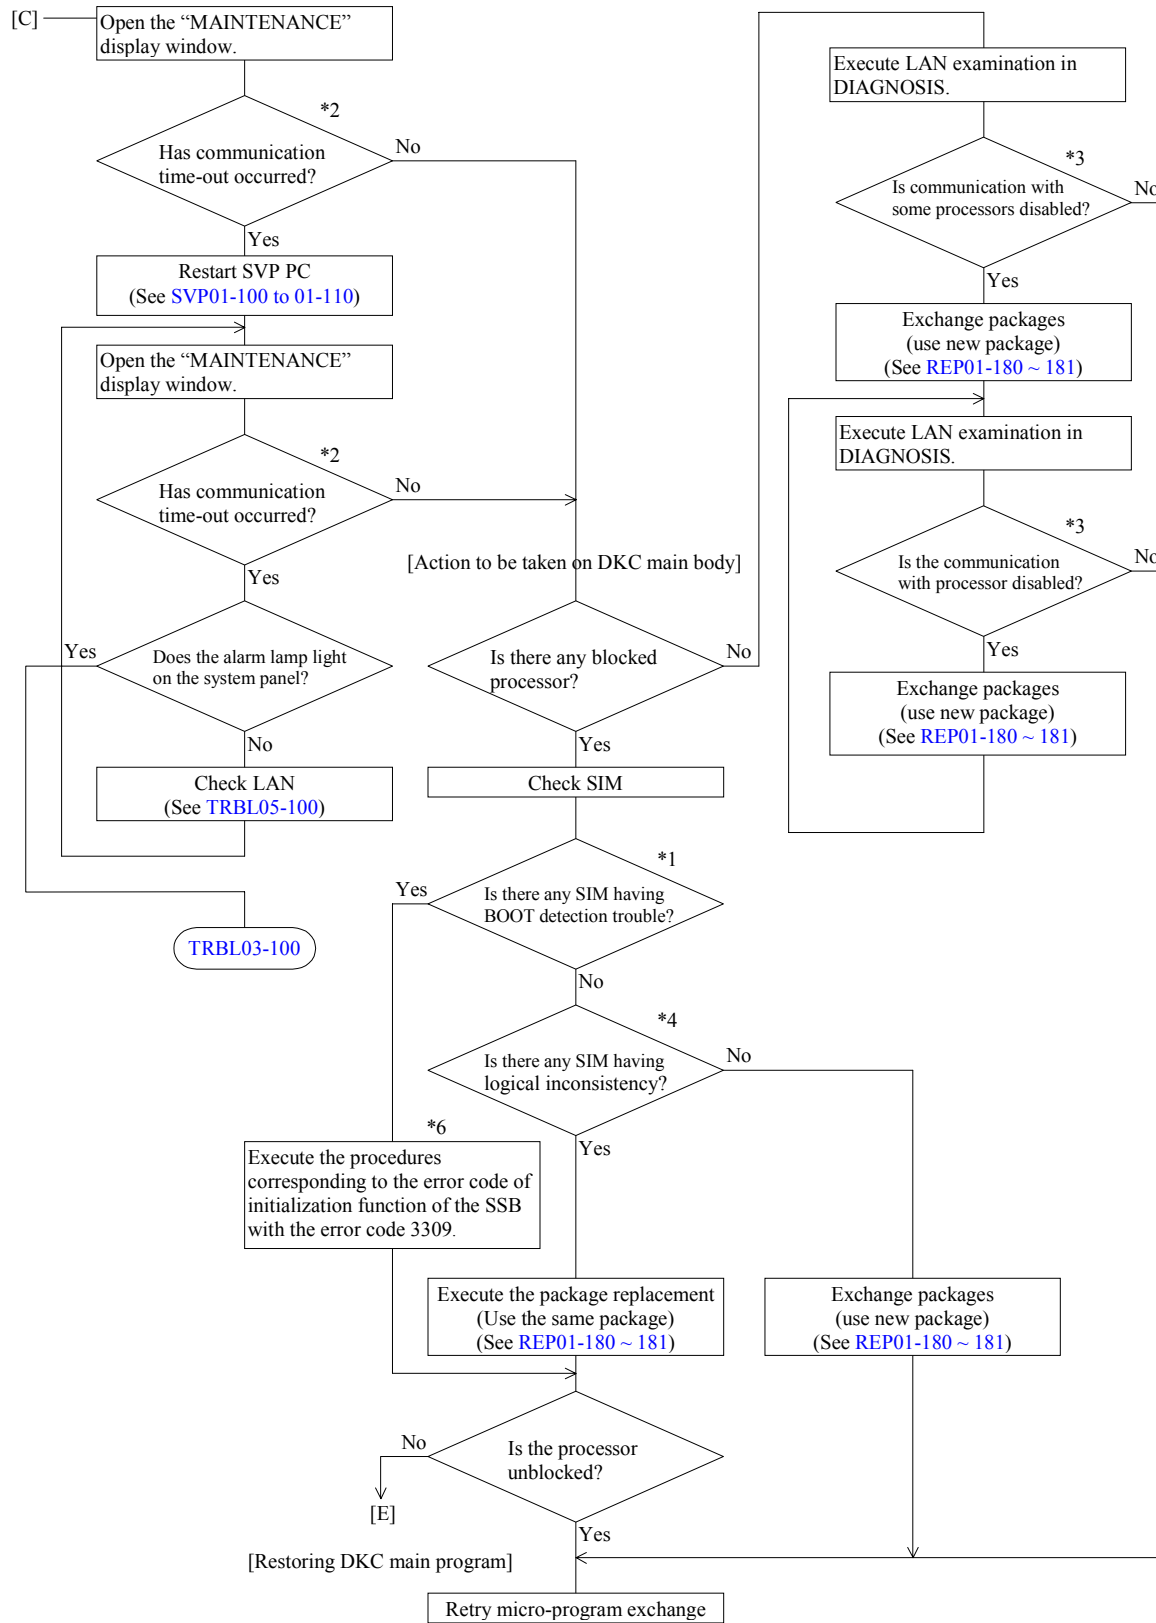 [C]
Open the “MAINTENANCE”
display window.
*2
Has communication
time-out occurred?
No
Yes
Restart SVP PC
(See SVP01-100 to 01-110)
Open the “MAINTENANCE”
display window.
*2
Has communication
time-out occurred?
No
Yes
Yes
Does the alarm lamp light
on the system panel?
No
Check LAN
(See TRBL05-100)
TRBL03-100
[Action to be taken on DKC main body]
Is there any blocked
processor?
No
Yes
Check SIM
*1
Yes
Is there any SIM having
BOOT detection trouble?
No
*4
Is there any SIM having
logical inconsistency?
No
Yes
*6
Execute the procedures
corresponding to the error code of
initialization function of the SSB
with the error code 3309.
Execute the package replacement
(Use the same package)
(See REP01-180 ~ 181)
Exchange packages
(use new package)
(See REP01-180 ~ 181)
No
Is the processor
unblocked?
[E]
Yes
[Restoring DKC main program]
Retry micro-program exchange
Execute LAN examination in
DIAGNOSIS.
*3
Is communication with
some processors disabled?
No
Yes
Exchange packages
(use new package)
(See REP01-180 ~ 181)
Execute LAN examination in
DIAGNOSIS.
*3
Is the communication
with processor disabled?
No
Yes
Exchange packages
(use new package)
(See REP01-180 ~ 181)